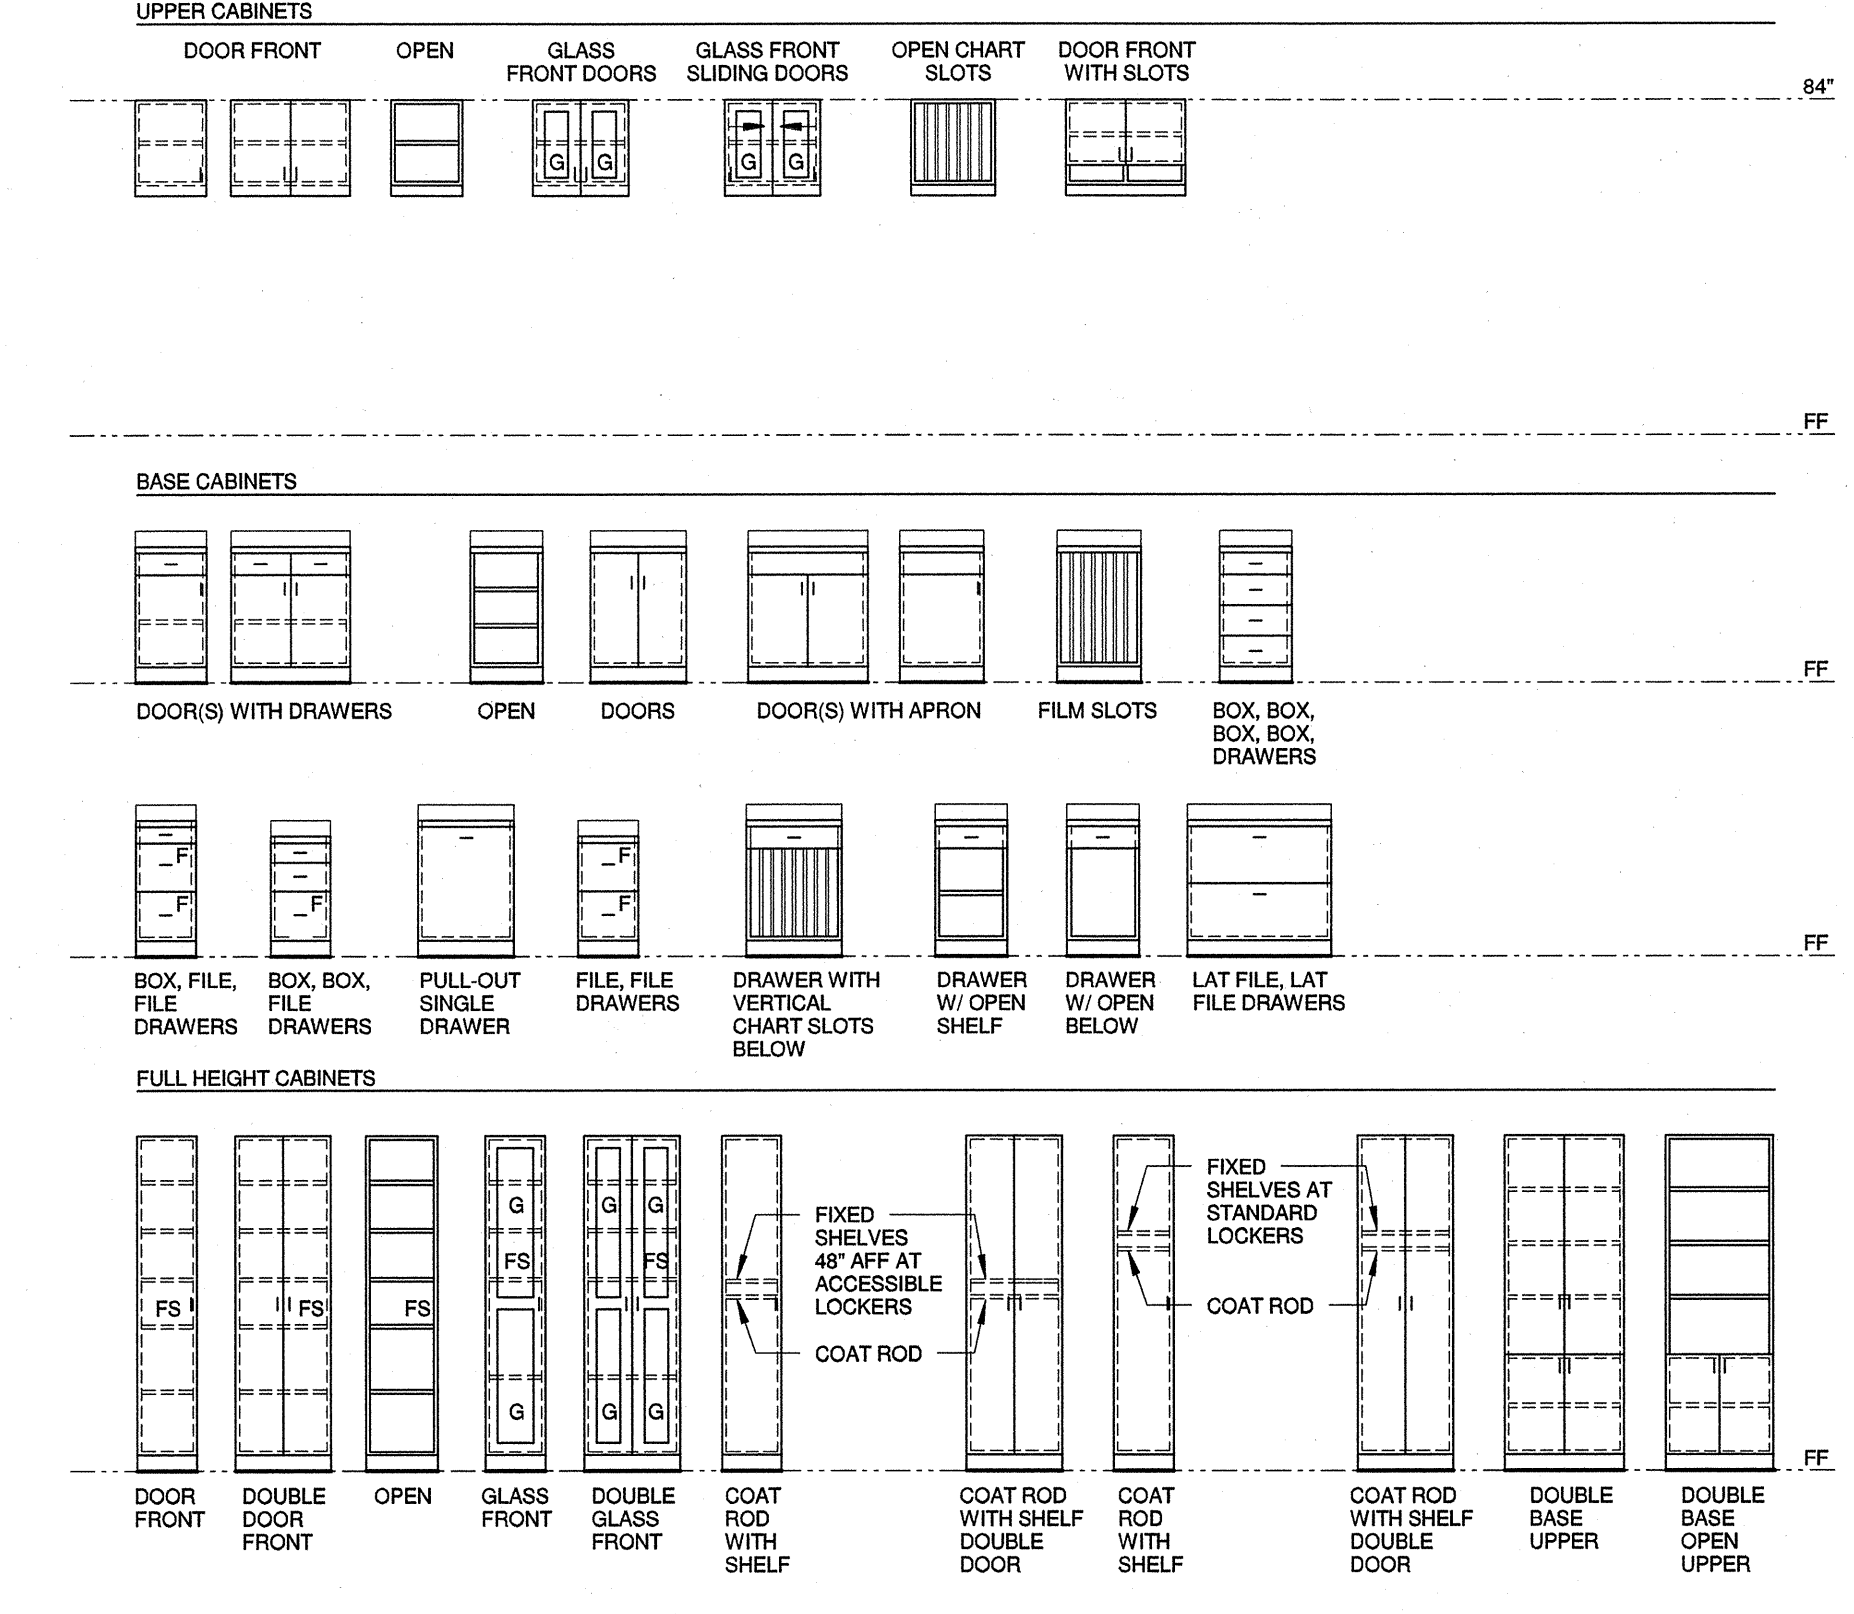 UPPER CABINETS
DOOR FRONT
OPEN
GLASS
FRONT DOORS
GLASS FRONT
SLIDING DOORS
OPEN CHART
SLOTS
DOOR FRONT
WITH SLOTS
84"
G G
G G
FF
BASE CABINETS
FF
DOOR(S) WITH DRAWERS
OPEN
DOORS
DOOR(S) WITH APRON
FILM SLOTS
BOX, BOX,
BOX, BOX,
DRAWERS
F
F
F
F
F
FF
BOX, FILE,
FILE
DRAWERS
BOX, BOX,
FILE
DRAWERS
PULL-OUT
SINGLE
DRAWER
FILE, FILE
DRAWERS
DRAWER WITH
VERTICAL
CHART SLOTS
BELOW
DRAWER
W/ OPEN
SHELF
DRAWER
W/ OPEN
BELOW
LAT FILE, LAT
FILE DRAWERS
FULL HEIGHT CABINETS
FS
FS
FS
G
FS
G
G G
FS
G G
FIXED
SHELVES
48" AFF AT
ACCESSIBLE
LOCKERS
COAT ROD
FIXED
SHELVES AT
STANDARD
LOCKERS
COAT ROD
FF
DOOR
FRONT
DOUBLE
DOOR
FRONT
OPEN
GLASS
FRONT
DOUBLE
GLASS
FRONT
COAT
ROD
WITH
SHELF
COAT ROD
WITH SHELF
DOUBLE
DOOR
COAT
ROD
WITH
SHELF
COAT ROD
WITH SHELF
DOUBLE
DOOR
DOUBLE
BASE
UPPER
DOUBLE
BASE
OPEN
UPPER